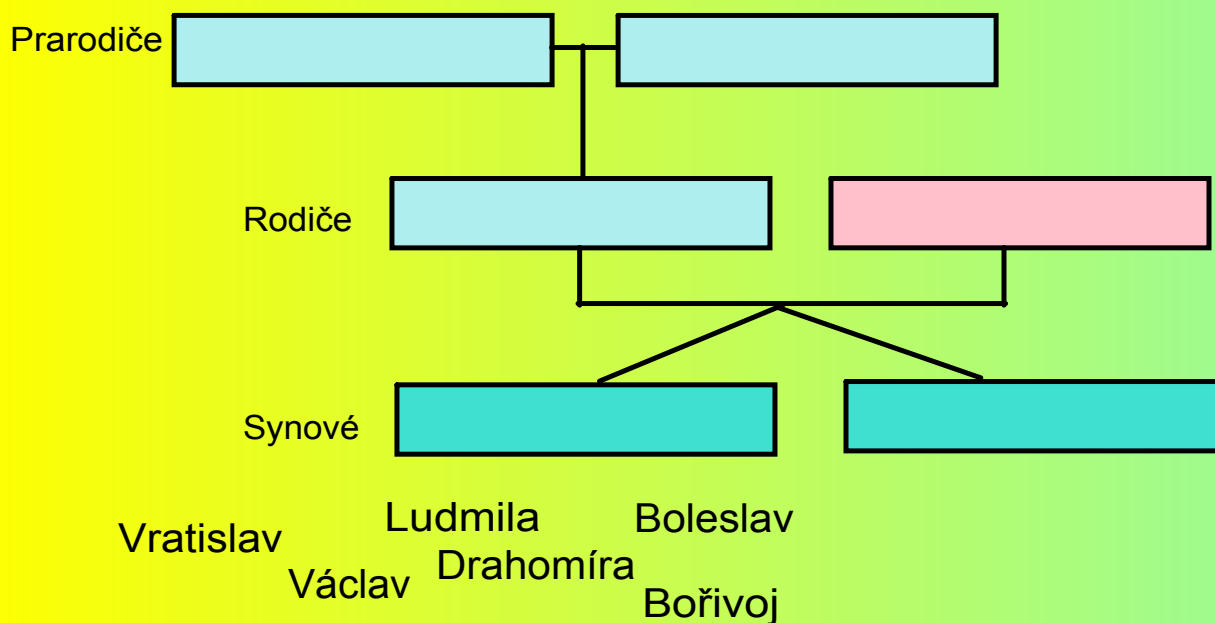 Prarodiče
Rodiče
Synové
Ludmila
Boleslav
Vratislav
Drahomíra
Václav
Bořivoj